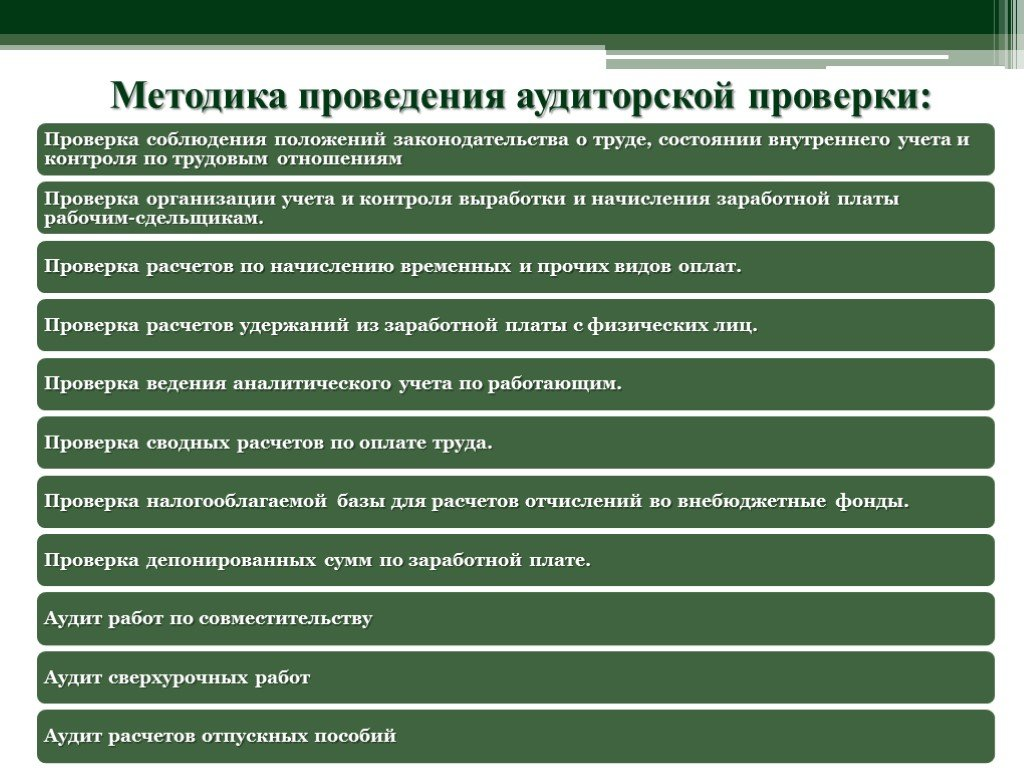 Методика проведения аудиторской проверки:
Проверка соблюдения положений законодательства о труде, состоянии внутреннего учета и
контроля по трудовым отношениям
Проверка организации учета и контроля выработки и начисления заработной платы
рабочим-сдельщикам.
Проверка расчетов по начислению временных и прочих видов оплат.
Проверка расчетов удержаний из заработной платы с физических лиц.
Проверка ведения аналитического учета по работающим.
Проверка сводных расчетов по оплате труда.
Проверка налогооблагаемой базы для расчетов отчислений во внебюджетные фонды.
Проверка депонированных сумм по заработной плате.
Аудит работ по совместительству
Аудит сверхурочных работ
Аудит расчетов отпускных пособий